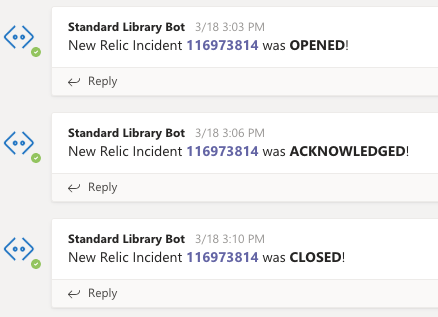 Standard Library Bot 3/18 3:03 PM
New Relic Incident 116973814 was OPENED!
Reply
Standard Library Bot 3/18 3:06 PM
New Relic Incident 116973814 was ACKNOWLEDGED!
Reply
Standard Library Bot 3/18 3:10 PM
New Relic Incident 116973814 was CLOSED!
Reply